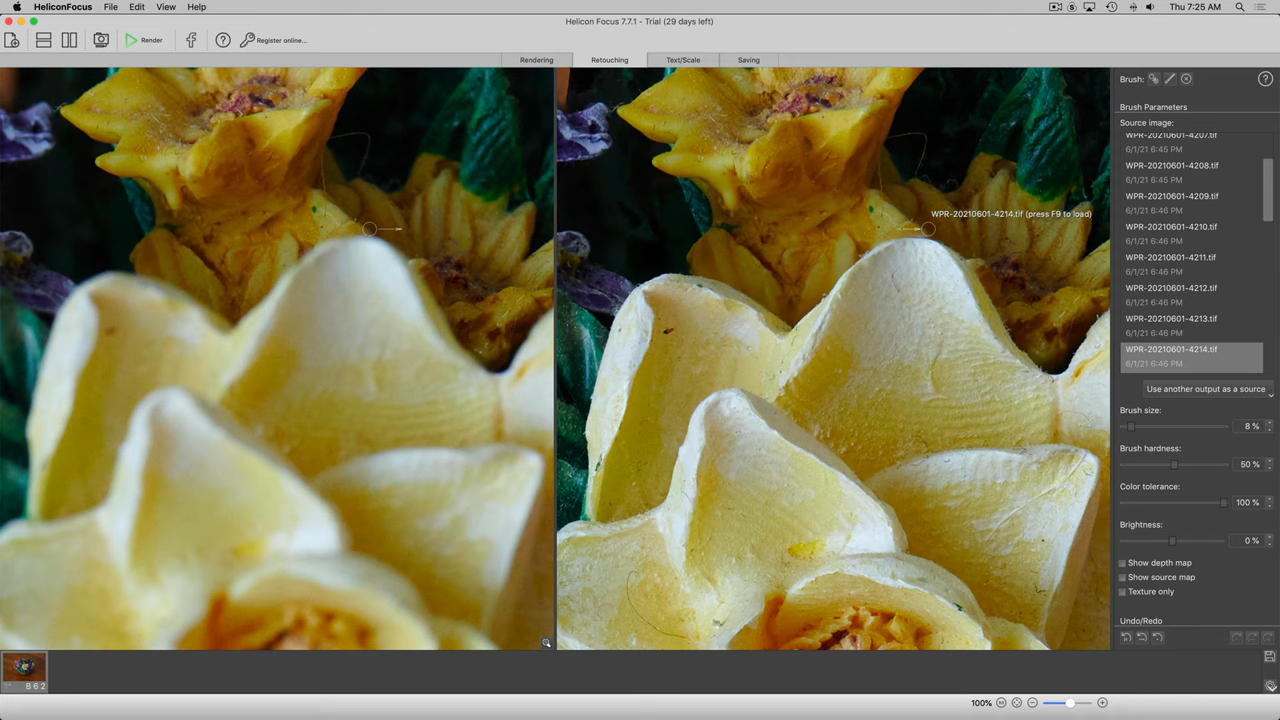 HeliconFocus File Edit View Help Thu 7:25 AM
Helicon Focus 7.7.1 - Trial (29 days left)
Render Register online...
Rendering Retouching Text/Scale Saving
Brush:
Brush Parameters
Source image:
WPR-20210601-4207.tif
6/1/21 6:45 PM
WPR-20210601-4208.tif
6/1/21 6:45 PM
WPR-20210601-4209.tif
6/1/21 6:46 PM
WPR-20210601-4210.tif
6/1/21 6:46 PM
WPR-20210601-4211.tif
6/1/21 6:46 PM
WPR-20210601-4212.tif
6/1/21 6:46 PM
WPR-20210601-4213.tif
6/1/21 6:46 PM
WPR-20210601-4214.tif
6/1/21 6:46 PM
WPR-20210601-4214.tif (press F9 to load)
Use another output as a source
Brush size:
8 %
Brush hardness:
50 %
Color tolerance:
100 %
Brightness:
0 %
Show depth map
Show source map
Texture only
Undo/Redo
B 6 2
100%